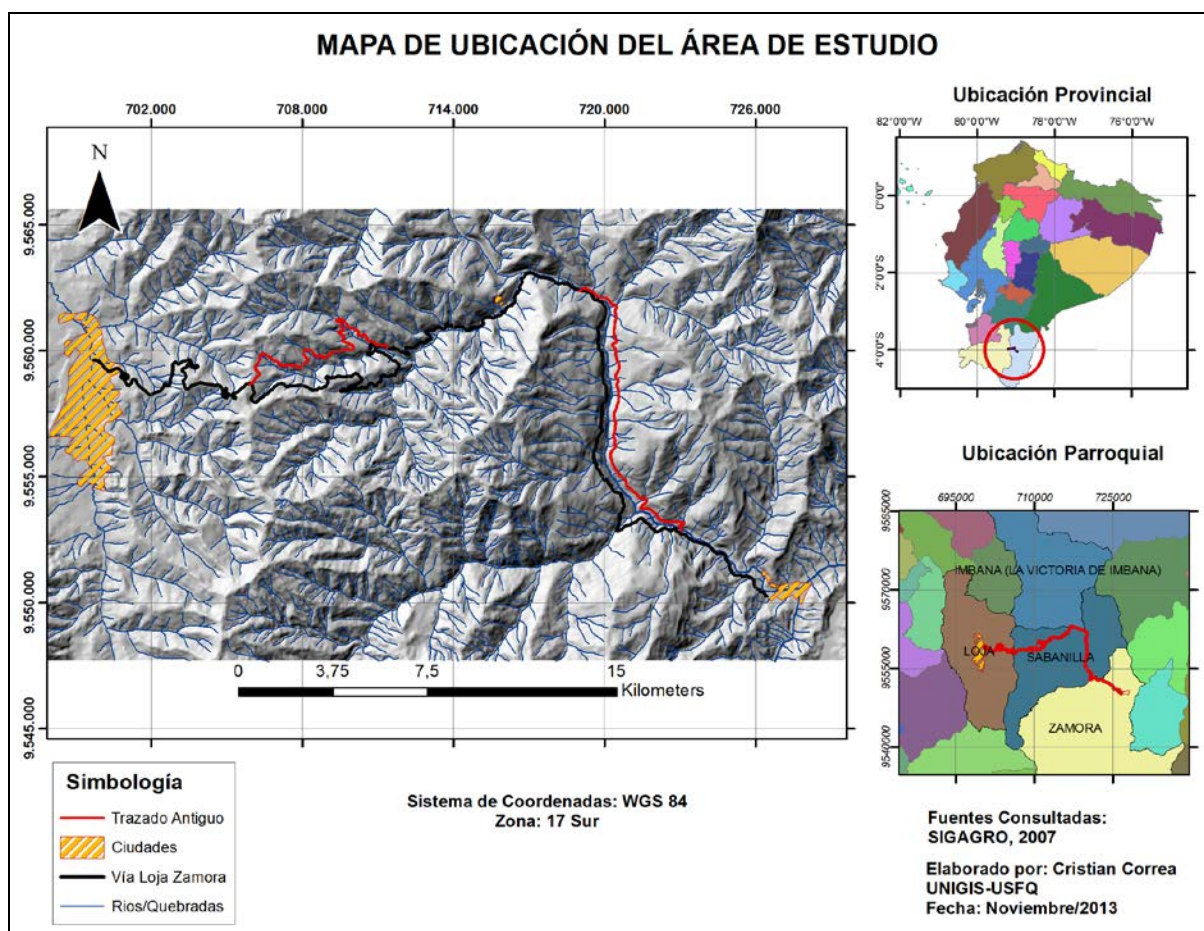 MAPA DE UBICACIÓN DEL ÁREA DE ESTUDIO
702.000 708.000 714.000 720.000 726.000
N
9.565.000
9.560.000
9.555.000
9.550.000
9.545.000
0 3,75 7,5 15
Kilometers
Simbología
Trazado Antiguo
Ciudades
Vía Loja Zamora
Rios/Quebradas
Sistema de Coordenadas: WGS 84
Zona: 17 Sur
Ubicación Provincial
82°0'0"W 80°0'0"W 78°0'0"W 76°0'0"W
0°0'0"
2°0'0"S
4°0'0"S
Ubicación Parroquial
695000 710000 725000
9585000
9570000
9555000
9540000
IMBANA (LA VICTORIA DE IMBANA)
LOJA
SABANILLA
ZAMORA
Fuentes Consultadas:
SIGAGRO, 2007
Elaborado por: Cristian Correa
UNIGIS-USFQ
Fecha: Noviembre/2013